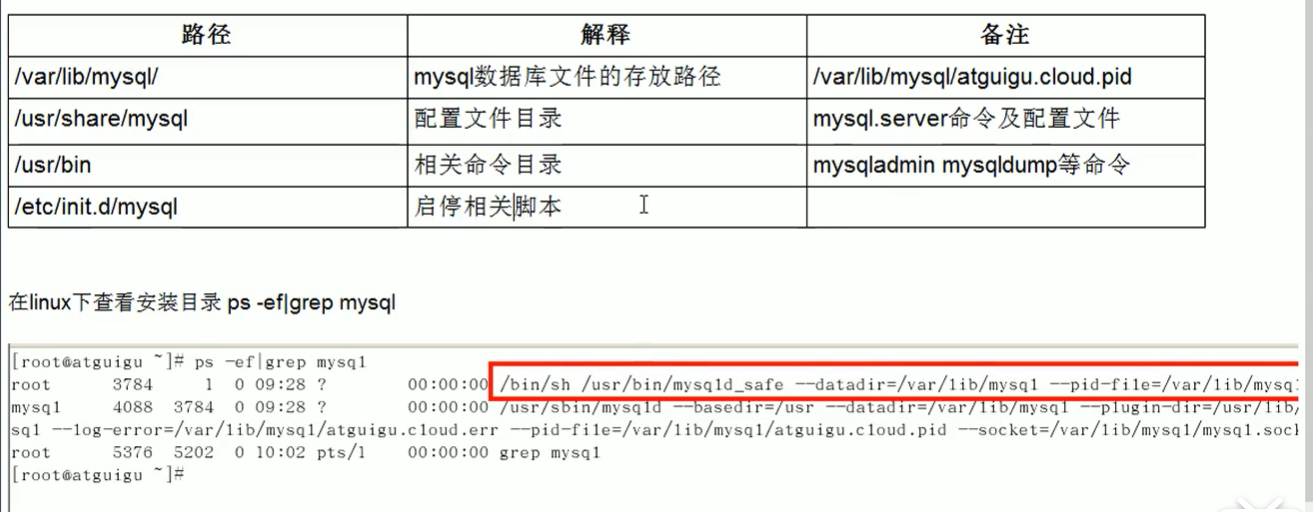 路径 解释 备注
/var/lib/mysql/ mysql数据库文件的存放路径 /var/lib/mysql/atguigu.cloud.pid
/usr/share/mysql 配置文件目录 mysql.server命令及配置文件
/usr/bin 相关命令目录 mysqladmin mysqldump等命令
/etc/init.d/mysql 启停相关脚本
在linux下查看安装目录 ps -ef|grep mysql
[root@atguigu ~]# ps -ef|grep mysql
root 3784 1 0 09:28 ? 00:00:00 /bin/sh /usr/bin/mysqld_safe --datadir=/var/lib/mysql --pid-file=/var/lib/mysql
mysql 4088 3784 0 09:28 ? 00:00:00 /usr/sbin/mysqld --basedir=/usr --datadir=/var/lib/mysql --plugin-dir=/usr/lib/
sql --log-error=/var/lib/mysql/atguigu.cloud.err --pid-file=/var/lib/mysql/atguigu.cloud.pid --socket=/var/lib/mysql/mysql.sock
root 5376 5202 0 10:02 pts/1 00:00:00 grep mysql
[root@atguigu ~]#